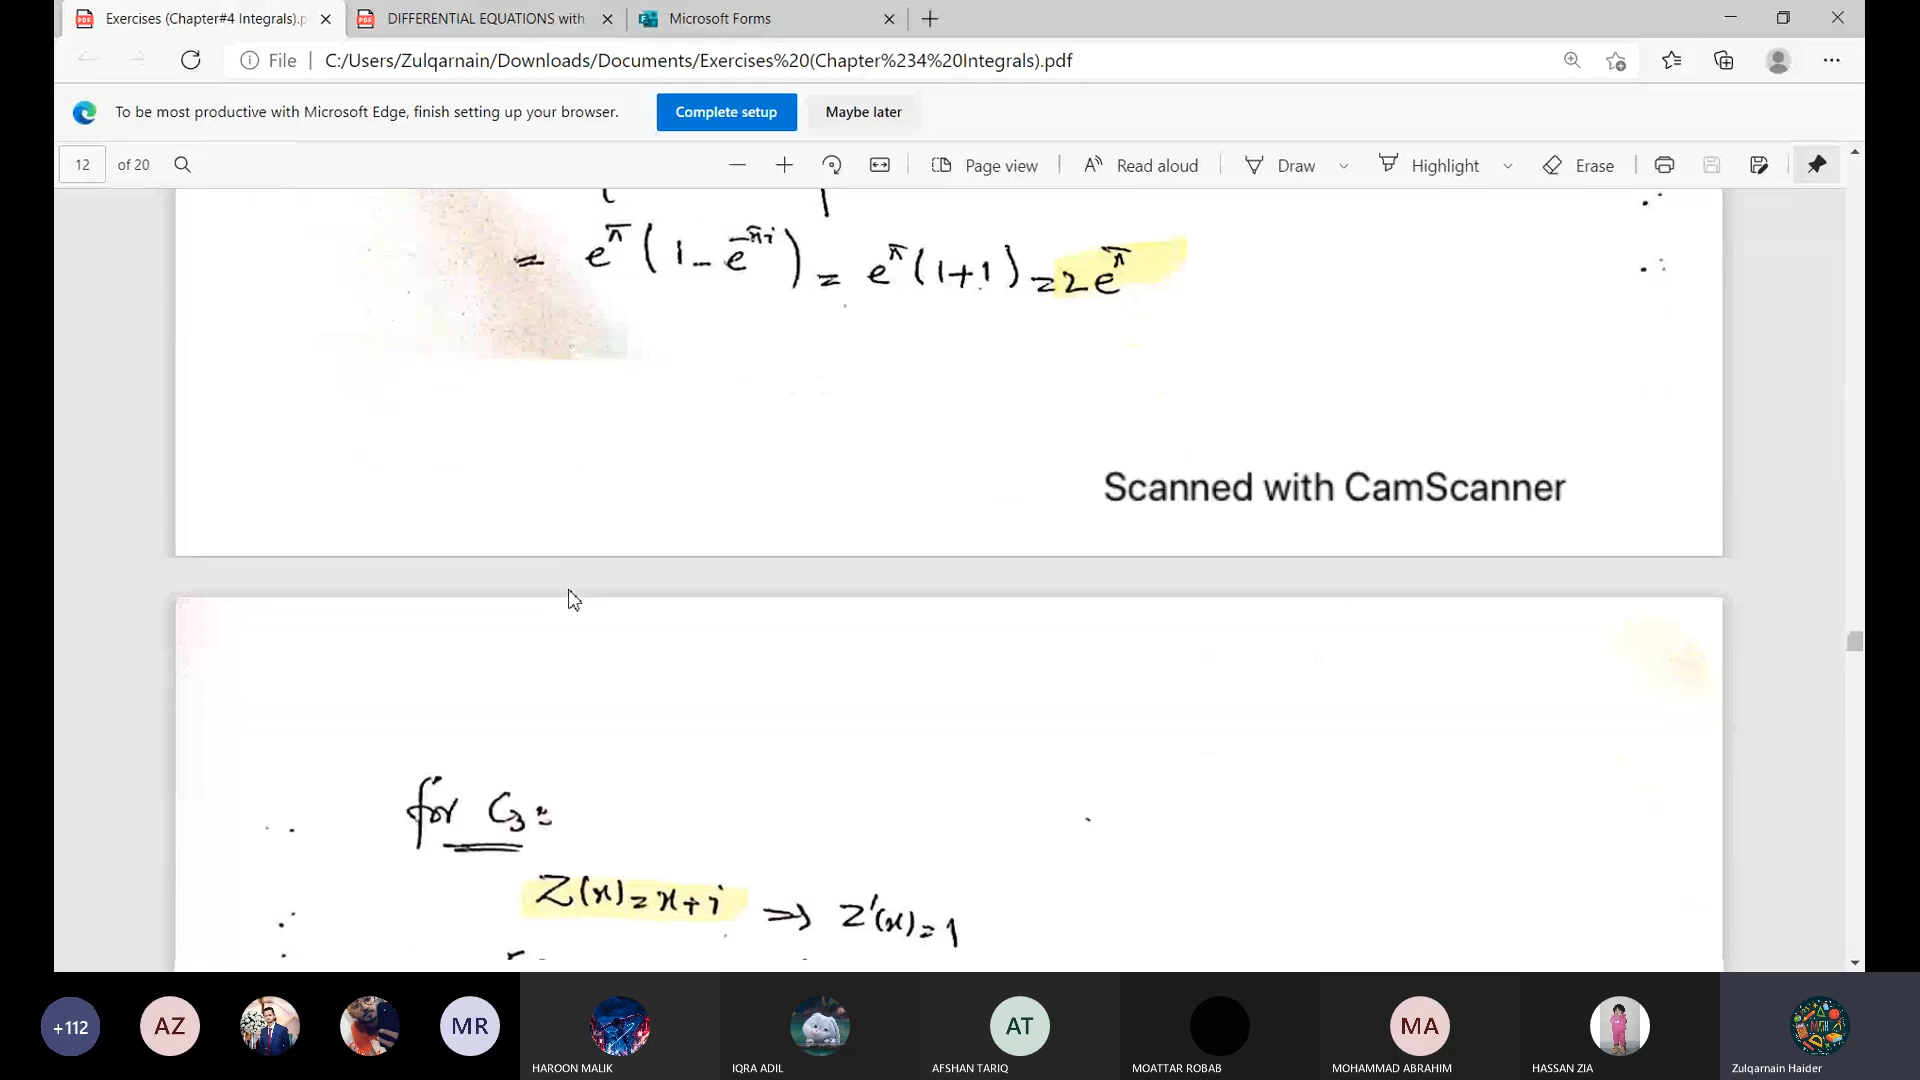 Exercises (Chapter#4 Integrals).p
DIFFERENTIAL EQUATIONS with
Microsoft Forms
File C:/Users/Zulqarnain/Downloads/Documents/Exercises%20(Chapter%234%20Integrals).pdf
To be most productive with Microsoft Edge, finish setting up your browser. Complete setup Maybe later
12 of 20 Page view Read aloud Draw Highlight Erase
= e^π (1 - e^-πi) = e^π (1+1) = 2e^π
Scanned with CamScanner
for C₃:
Z(x) = x+i ⇒ Z'(x) = 1
+112 AZ MR AT MA
HAROON MALIK IQRA ADIL AFSHAN TARIQ MOATTAR ROBAB MOHAMMAD ABRAHIM HASSAN ZIA Zulqarnain Haider